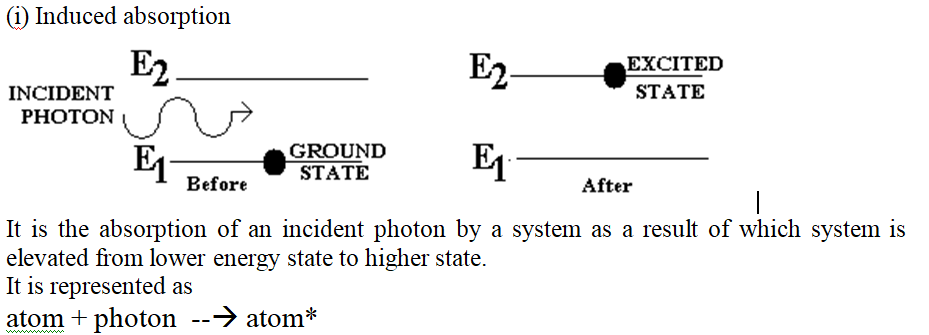 (i) Induced absorption
E2
INCIDENT
PHOTON
E1
GROUND
STATE
Before
E2
EXCITED
STATE
E1
After
It is the absorption of an incident photon by a system as a result of which system is
elevated from lower energy state to higher state.
It is represented as
atom + photon --→ atom*